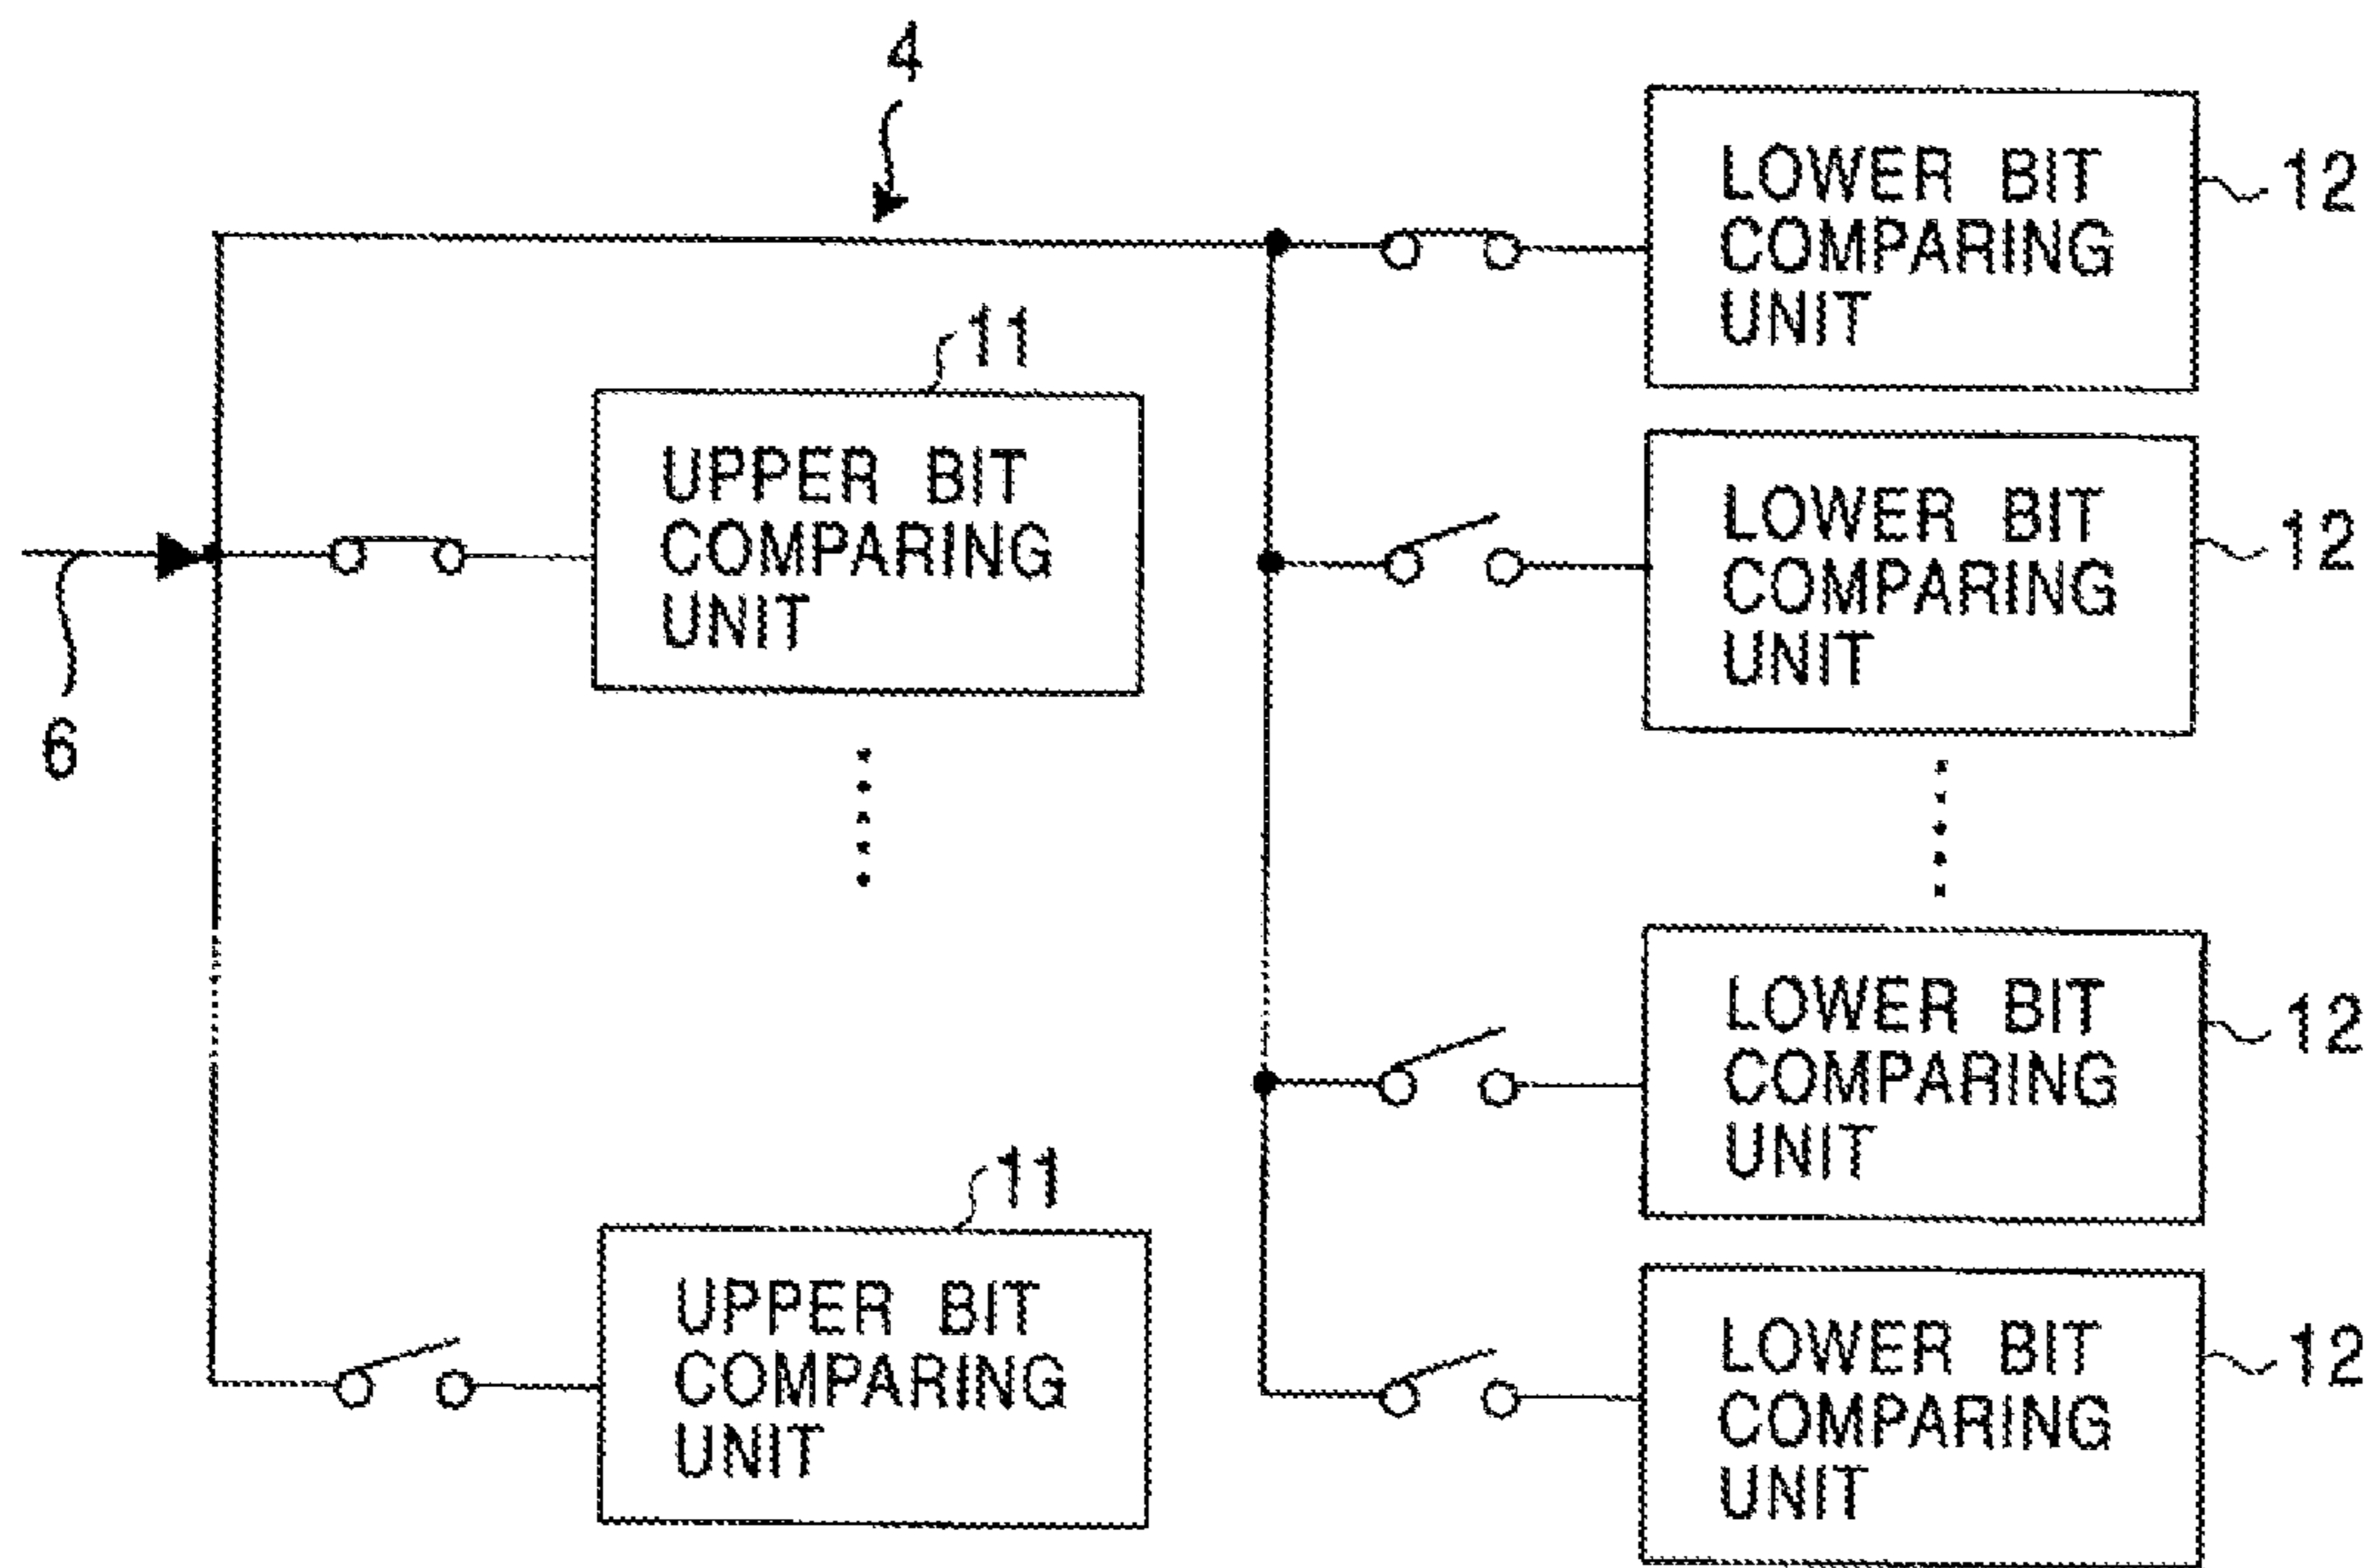 4
LOWER BIT
COMPARING
UNIT
12
11
UPPER BIT
COMPARING
UNIT
6
LOWER BIT
COMPARING
UNIT
12
LOWER BIT
COMPARING
UNIT
12
11
UPPER BIT
COMPARING
UNIT
LOWER BIT
COMPARING
UNIT
12